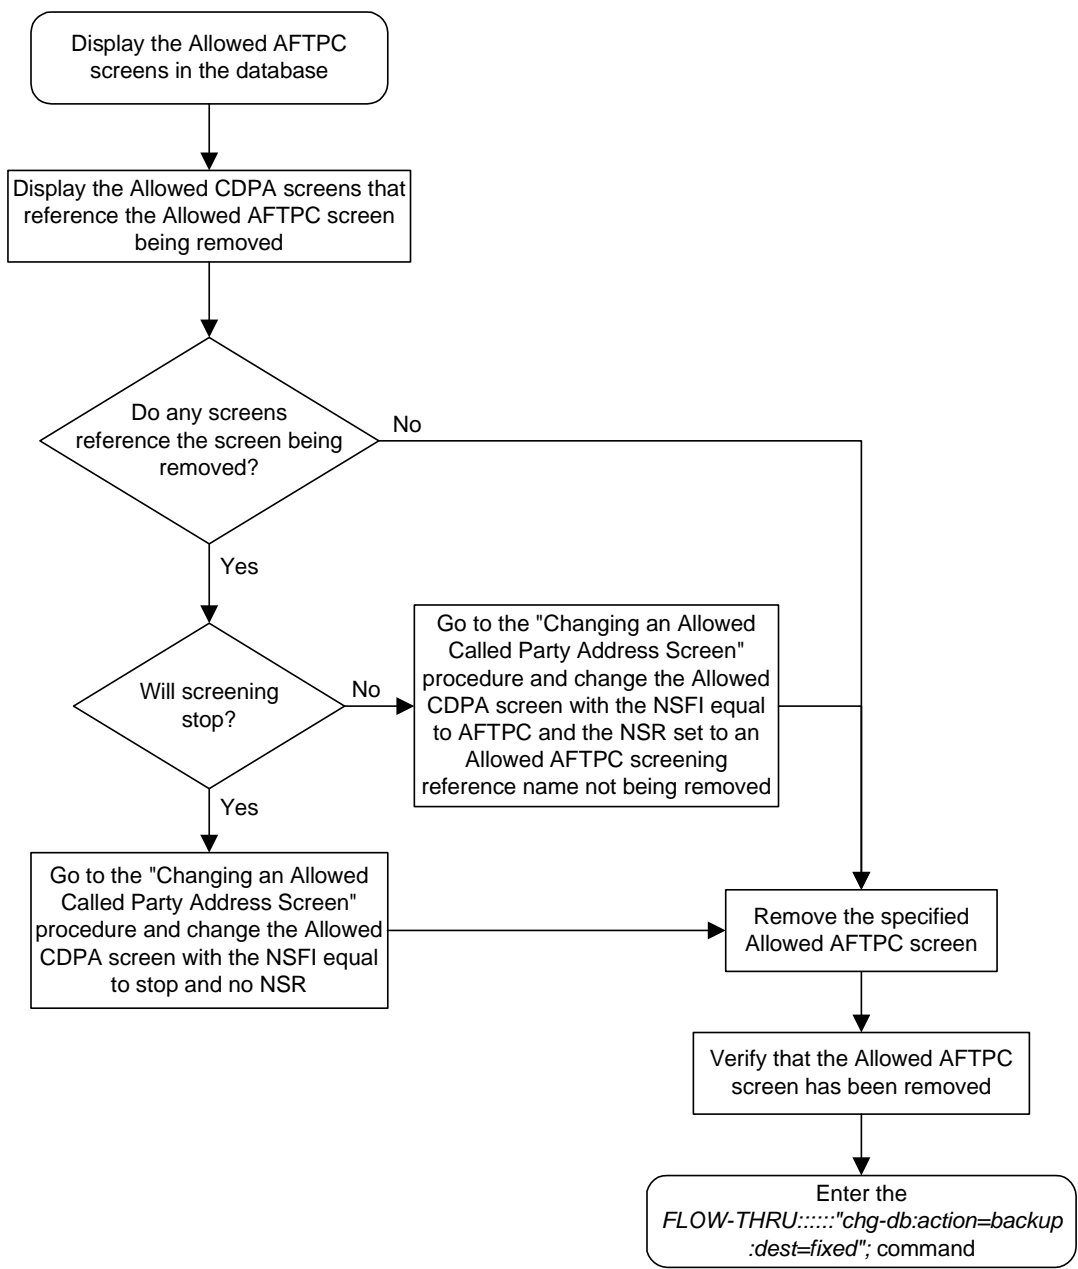 Display the Allowed AFTPC
screens in the database
Display the Allowed CDPA screens that
reference the Allowed AFTPC screen
being removed
Do any screens
reference the screen being
removed?
No
Yes
Will screening
stop?
No
Go to the "Changing an Allowed
Called Party Address Screen"
procedure and change the Allowed
CDPA screen with the NSFI equal
to AFTPC and the NSR set to an
Allowed AFTPC screening
reference name not being removed
Yes
Go to the "Changing an Allowed
Called Party Address Screen"
procedure and change the Allowed
CDPA screen with the NSFI equal
to stop and no NSR
Remove the specified
Allowed AFTPC screen
Verify that the Allowed AFTPC
screen has been removed
Enter the
FLOW-THRU::::::"chg-db:action=backup
:dest=fixed"; command